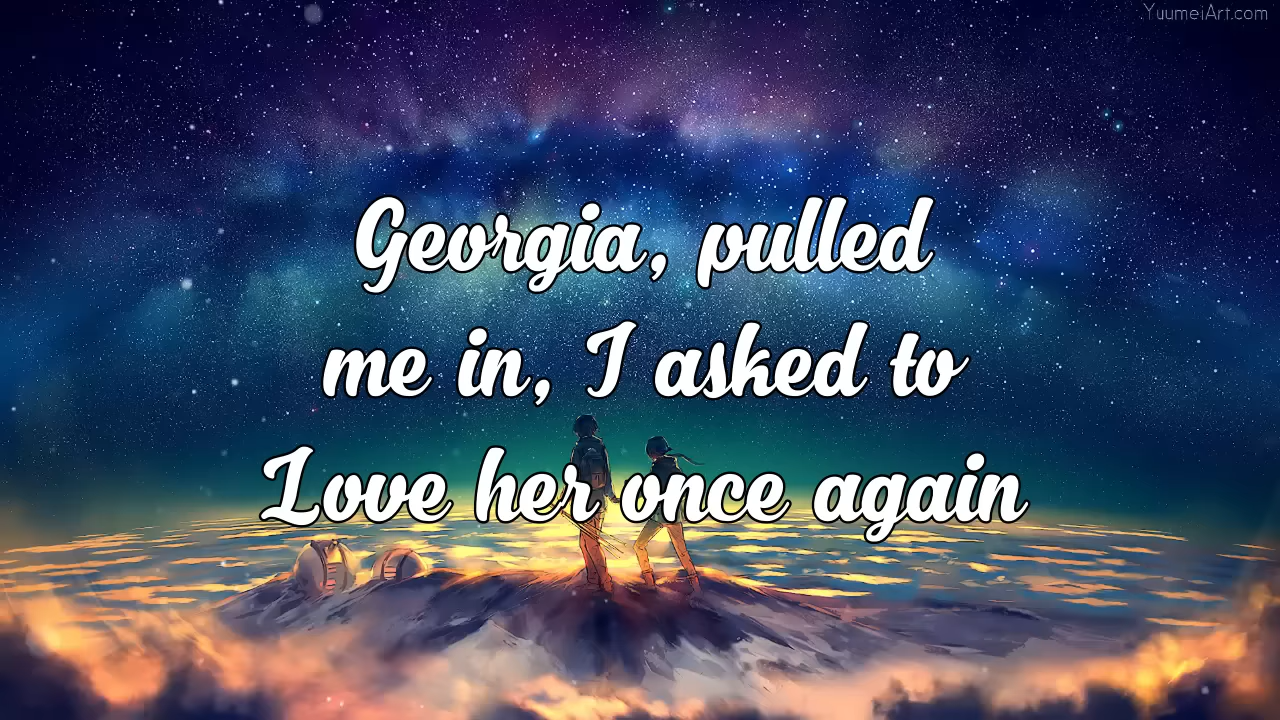 YuumeiArt.com
Georgia, pulled
me in, I asked to
Love her once again